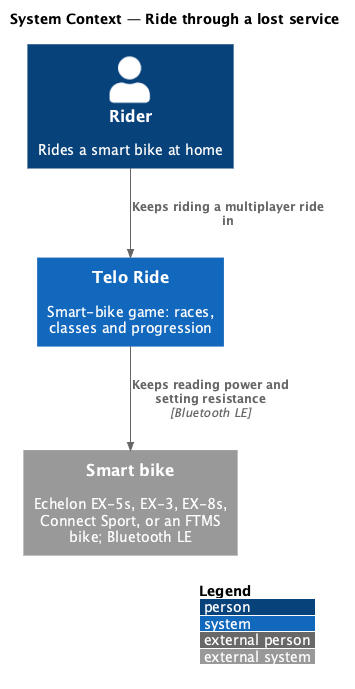 System Context — Ride through a lost service
Rider
Rides a smart bike at home
Keeps riding a multiplayer ride
in
Telo Ride
Smart-bike game: races,
classes and progression
Keeps reading power and
setting resistance
[Bluetooth LE]
Smart bike
Echelon EX-5s, EX-3, EX-8s,
Connect Sport, or an FTMS
bike; Bluetooth LE
Legend
person
system
external person
external system